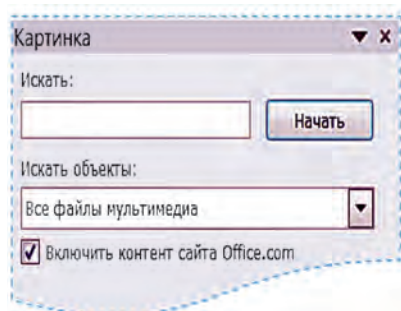 Картинка
Искать:
Начать
Искать объекты:
Все файлы мультимедиа
Включить контент сайта Office.com